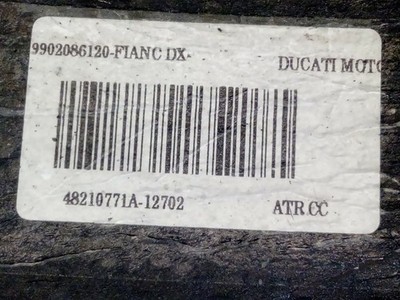 9902086120-FIANC DX- DUCATI MOTO
48210771A-12702 ATR CC